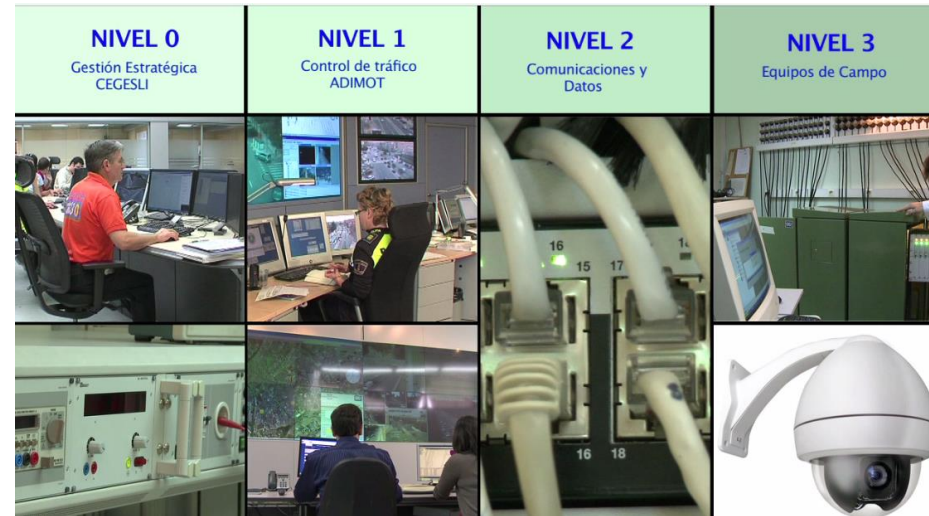 NIVEL 0
Gestión Estratégica
CEGESLI
NIVEL 1
Control de tráfico
ADIMOT
NIVEL 2
Comunicaciones y
Datos
NIVEL 3
Equipos de Campo
16
15
17
18
16
18